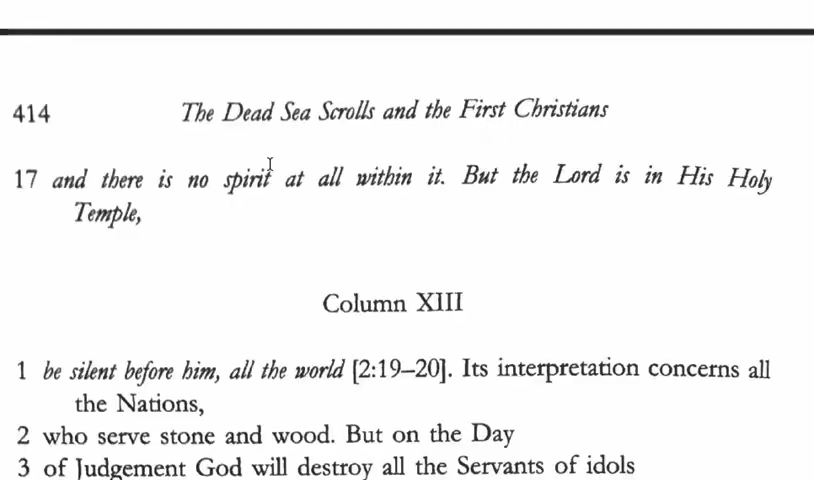 414 The Dead Sea Scrolls and the First Christians
17 and there is no spirit at all within it. But the Lord is in His Holy
Temple,
Column XIII
1 be silent before him, all the world [2:19–20]. Its interpretation concerns all
the Nations,
2 who serve stone and wood. But on the Day
3 of Judgement God will destroy all the Servants of idols